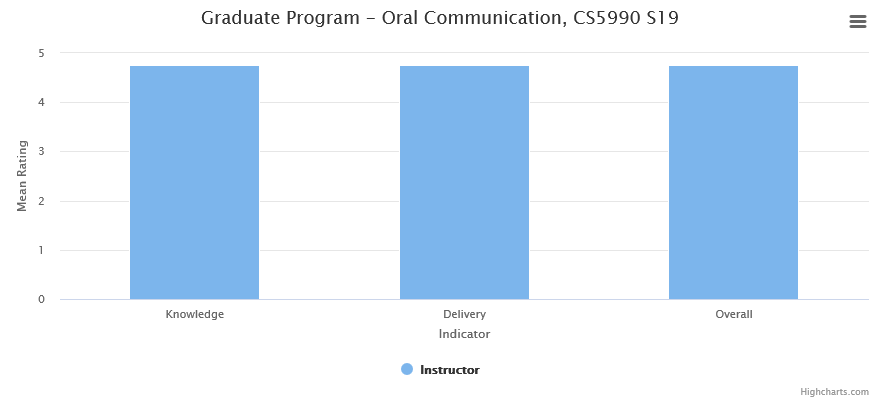 Graduate Program - Oral Communication, CS5990 S19
5
4
3
2
1
0
Mean Rating
Knowledge
Delivery
Overall
Indicator
Instructor
Highcharts.com